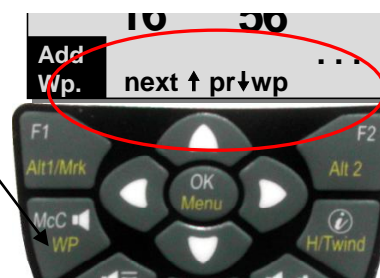 16 56
Add
Wp.
next ↑ pr↓wp
...
F1
F2
Alt1/Mrk
Alt 2
OK
Menu
McC
WP
i
H/Twind